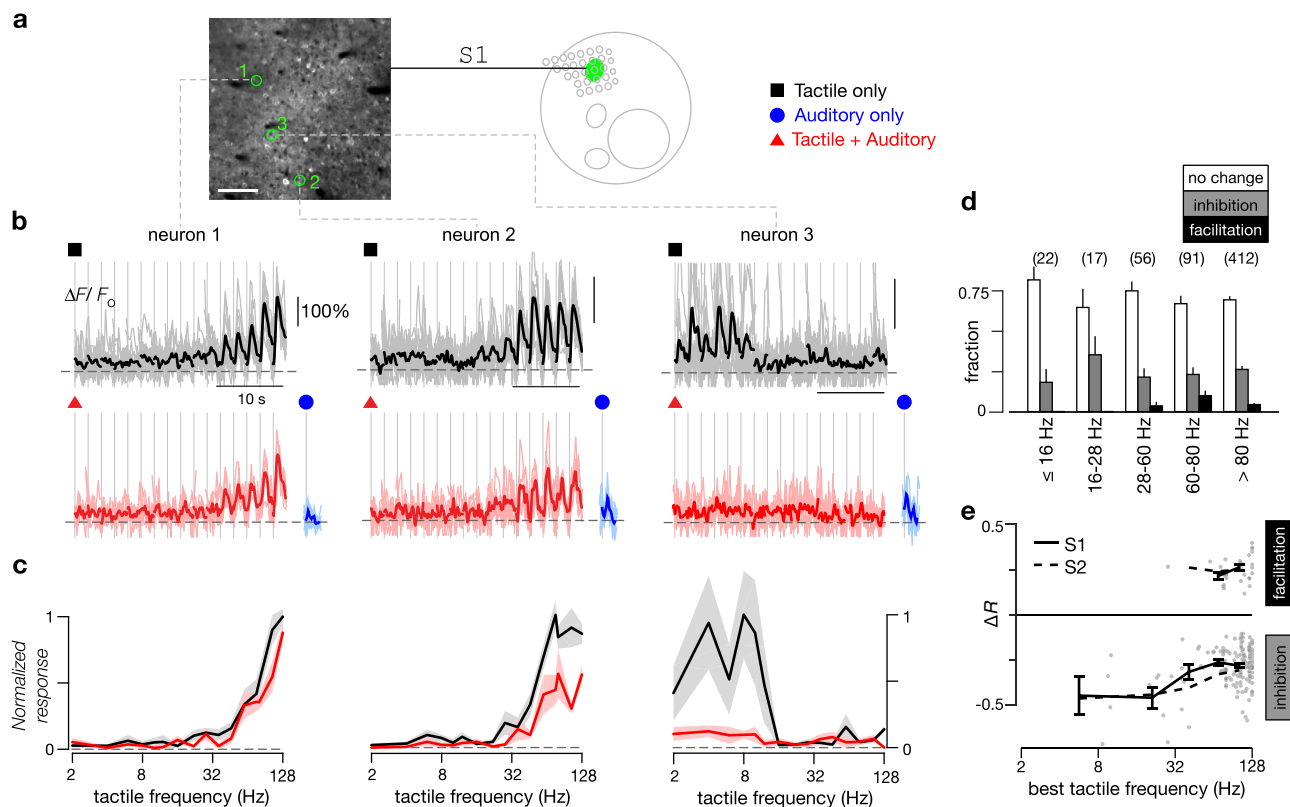 a
S1
1
3
2
Tactile only
Auditory only
Tactile + Auditory
b
neuron 1
neuron 2
neuron 3
ΔF/ F₀
100%
10 s
c
Normalized response
1
0
2 8 32 128
tactile frequency (Hz)
2 8 32 128
tactile frequency (Hz)
1
0
2 8 32 128
tactile frequency (Hz)
d
no change
inhibition
facilitation
(22) (17) (56) (91) (412)
fraction
0.75
0
≤ 16 Hz
16-28 Hz
28-60 Hz
60-80 Hz
> 80 Hz
e
S1
S2
ΔR
0.5
0
-0.5
facilitation
inhibition
2 8 32 128
best tactile frequency (Hz)